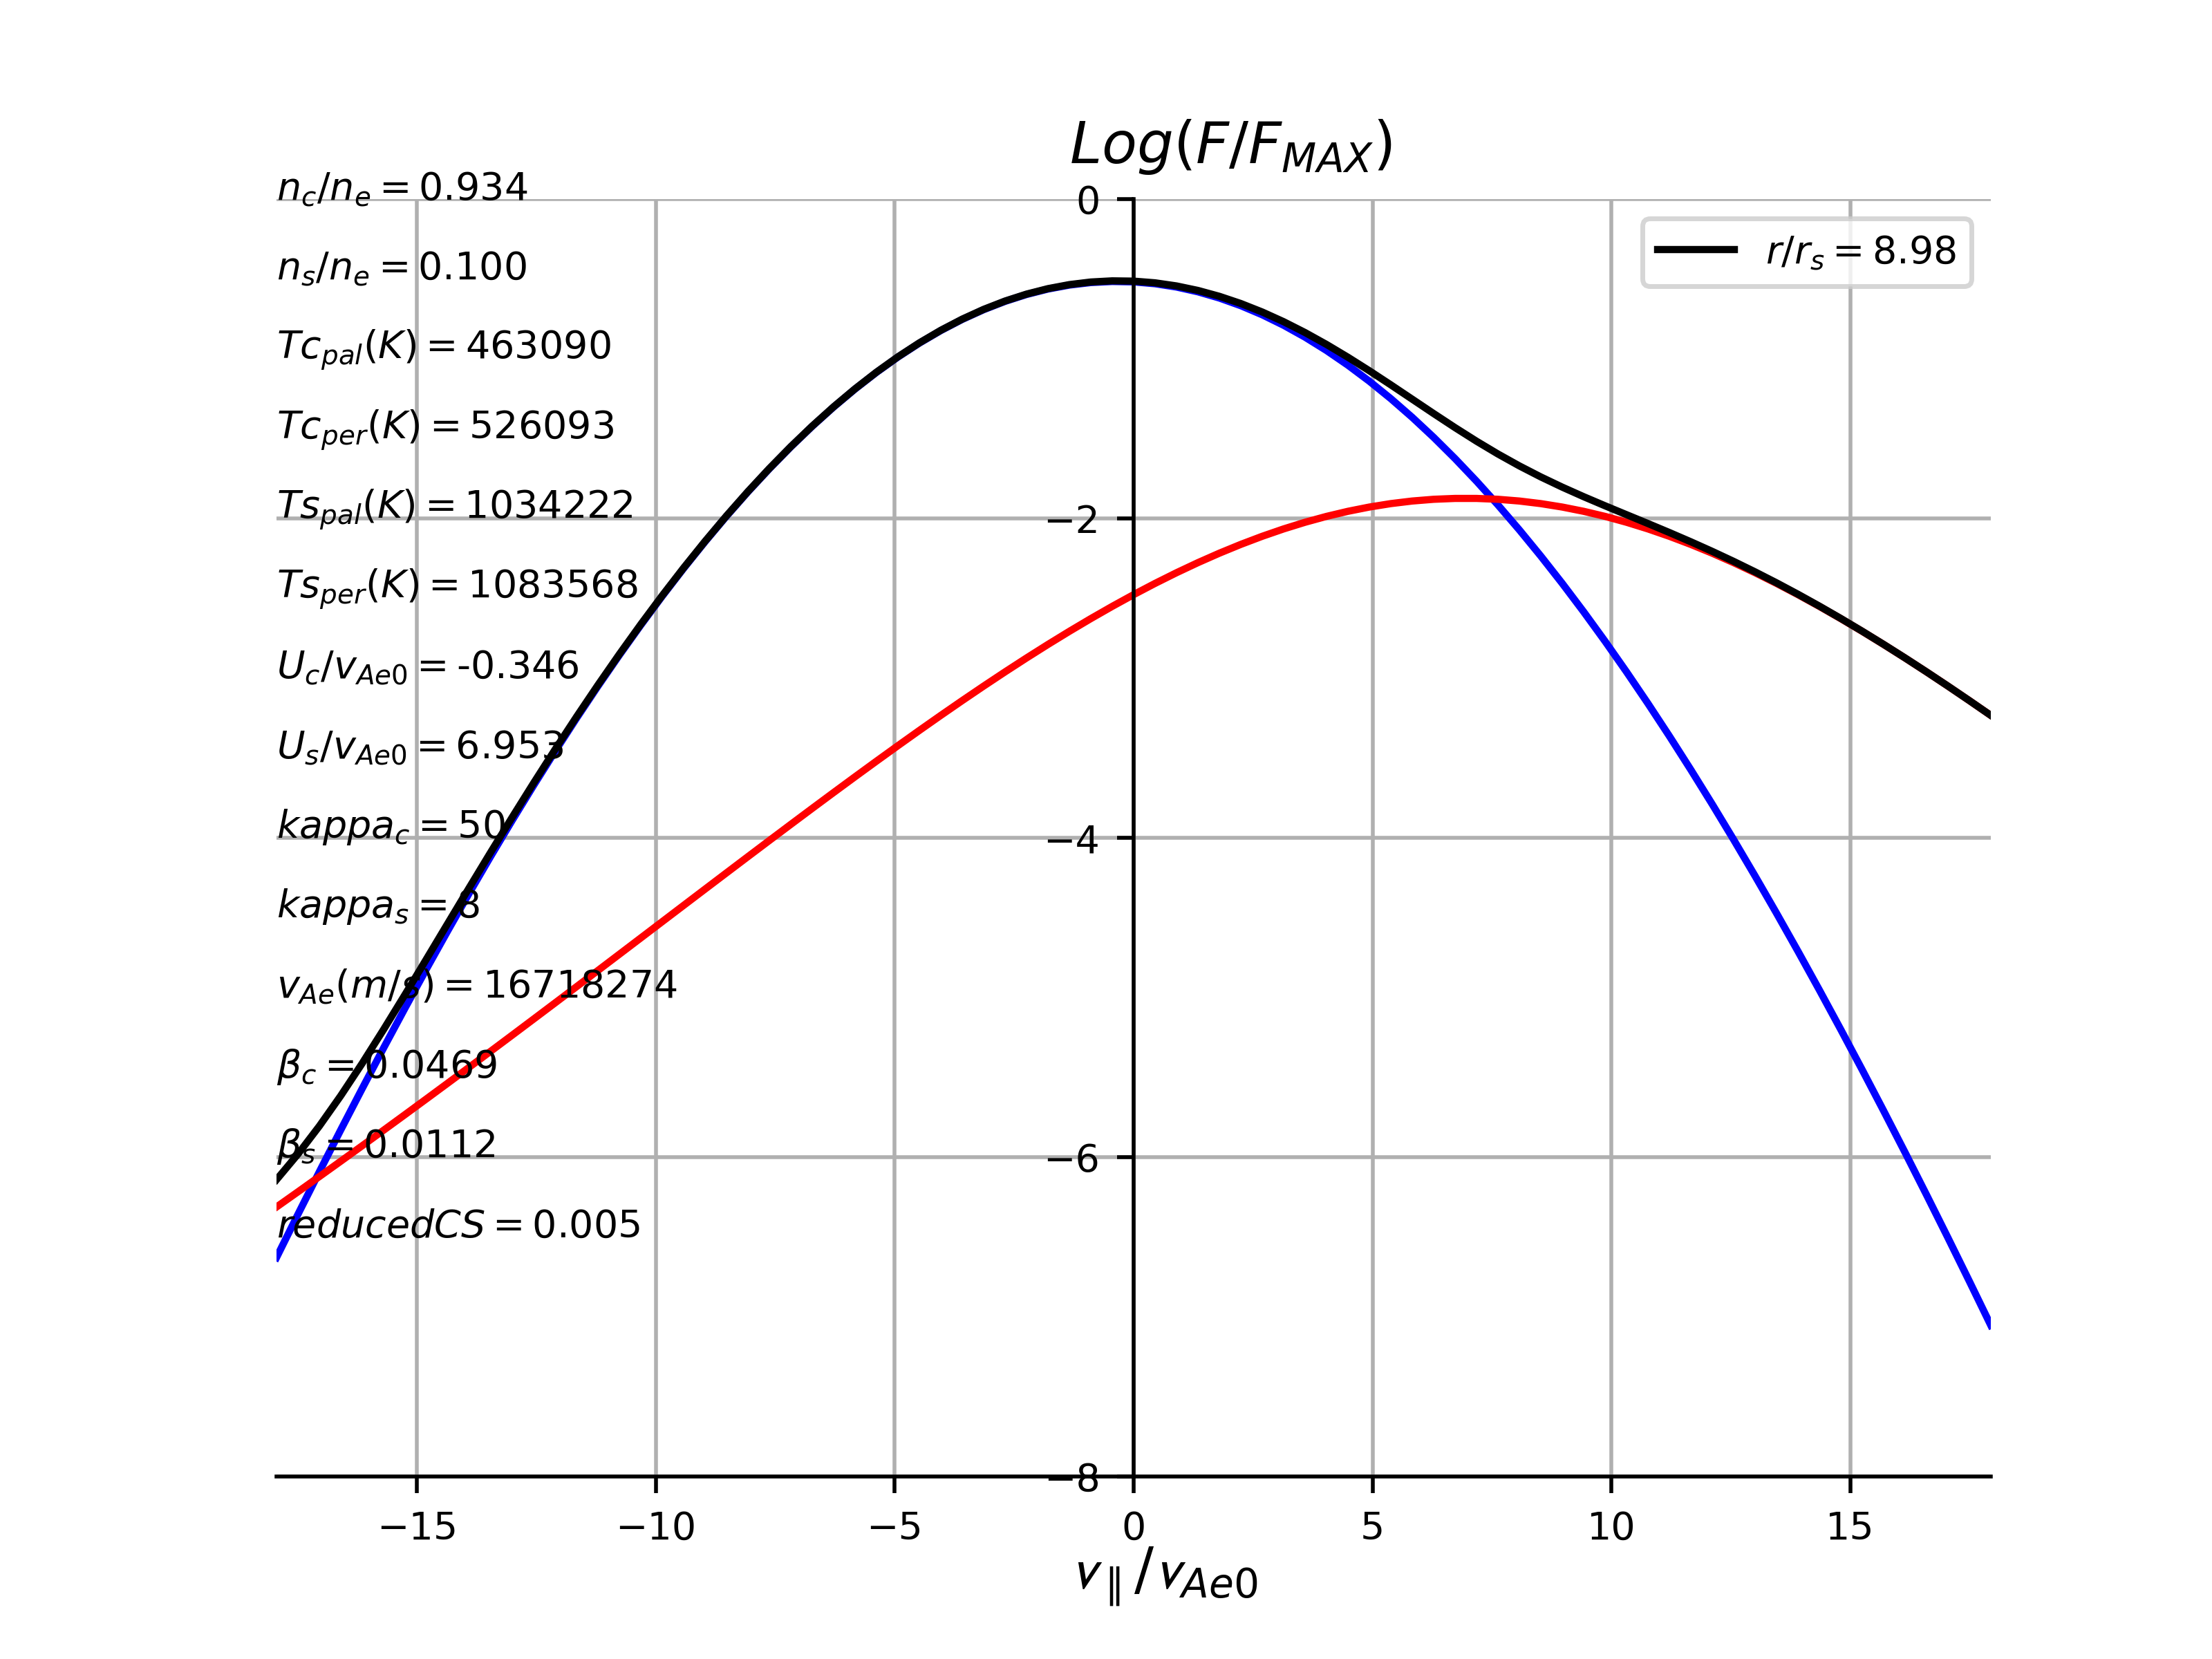 Log(F/F_MAX)
n_c/n_e = 0.934
n_s/n_e = 0.100
Tc_pal(K) = 463090
Tc_per(K) = 526093
Ts_pal(K) = 1034222
Ts_per(K) = 1083568
U_c/v_Ae0 = -0.346
U_s/v_Ae0 = 6.953
kappa_c = 50
kappa_s = 8
v_Ae(m/s) = 16718274
β_c = 0.0469
β_s = 0.0112
reducedCS = 0.005
r/r_s = 8.98
0
−2
−4
−6
−8
−15 −10 −5 0 5 10 15
v_∥/v_Ae0